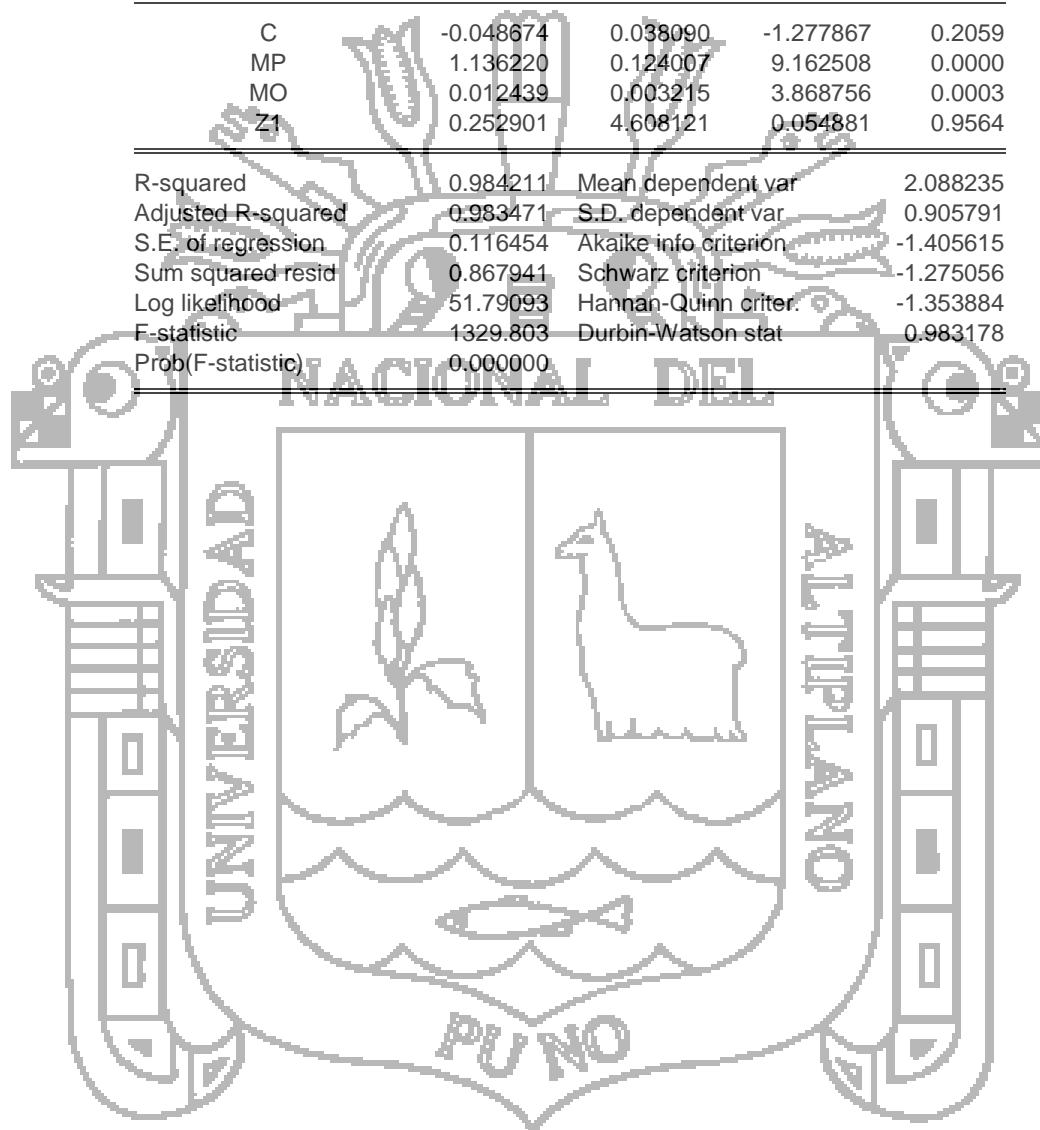 C -0.048674 0.038090 -1.277867 0.2059
MP 1.136220 0.124007 9.162508 0.0000
MO 0.012439 0.003215 3.868756 0.0003
Z1 0.252901 4.608121 0.054881 0.9564
R-squared 0.984211 Mean dependent var 2.088235
Adjusted R-squared 0.983471 S.D. dependent var 0.905791
S.E. of regression 0.116454 Akaike info criterion -1.405615
Sum squared resid 0.867941 Schwarz criterion -1.275056
Log likelihood 51.79093 Hannan-Quinn criter. -1.353884
F-statistic 1329.803 Durbin-Watson stat 0.983178
Prob(F-statistic) 0.000000
NACIONAL DEL
UNIVERSIDAD
ALTIPLANO
PUNO